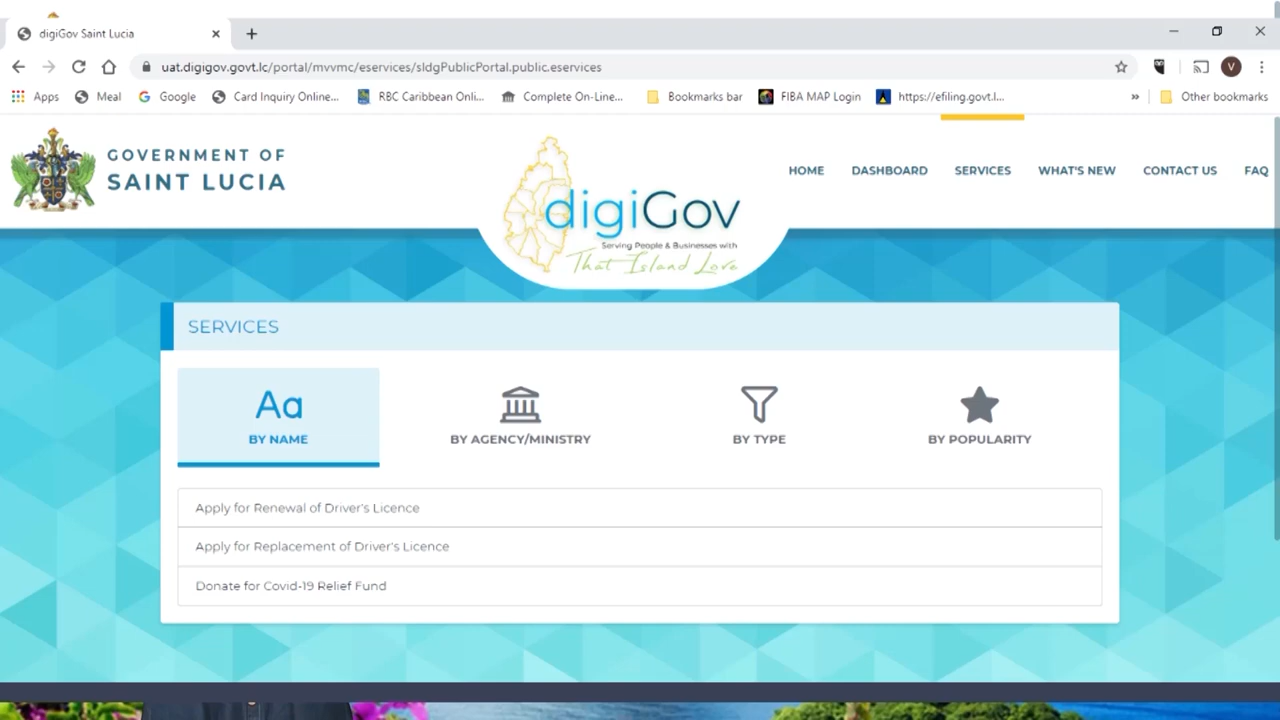 digiGov Saint Lucia
uat.digigov.govt.lc/portal/mvvmc/eservices/sldgPublicPortal.public.eservices
V
Apps Meal Google Card Inquiry Online... RBC Caribbean Onli... Complete On-Line... Bookmarks bar FIBA MAP Login https://efiling.govt.l... » Other bookmarks
GOVERNMENT OF
SAINT LUCIA
digiGov
Serving People & Businesses with
That Island Love
HOME DASHBOARD SERVICES WHAT'S NEW CONTACT US FAQ
SERVICES
Aa
BY NAME BY AGENCY/MINISTRY BY TYPE BY POPULARITY
Apply for Renewal of Driver's Licence
Apply for Replacement of Driver's Licence
Donate for Covid-19 Relief Fund